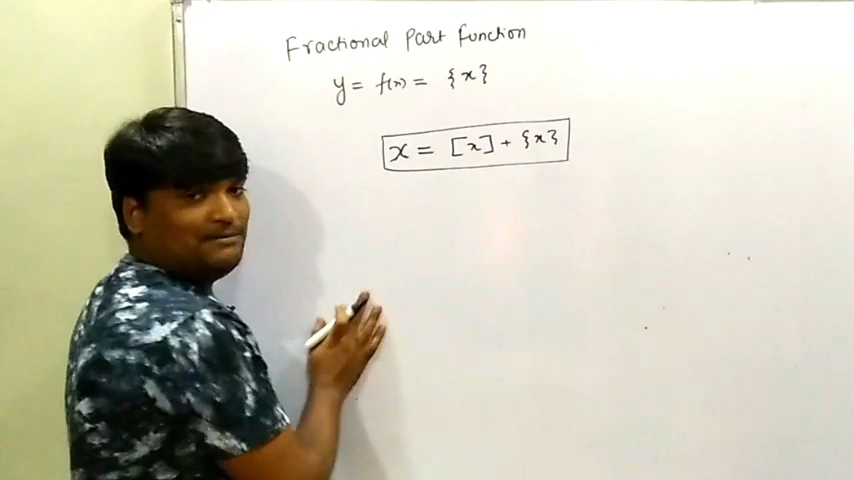 Fractional Part Function
y = f(x) = {x}
x = [x] + {x}